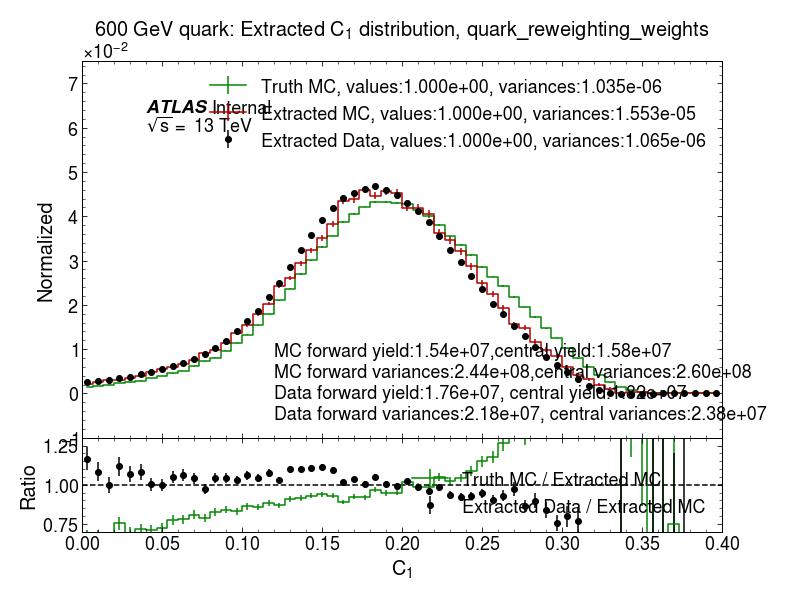 600 GeV quark: Extracted C₁ distribution, quark_reweighting_weights
×10⁻²
Truth MC, values:1.000e+00, variances:1.035e-06
ATLAS Internal
Extracted MC, values:1.000e+00, variances:1.553e-05
√s = 13 TeV
Extracted Data, values:1.000e+00, variances:1.065e-06
7
6
5
4
3
2
1
0
Normalized
MC forward yield:1.54e+07,central yield:1.58e+07
MC forward variances:2.44e+08,central variances:2.60e+08
Data forward yield:1.76e+07, central yield:1.82e+07
Data forward variances:2.18e+07, central variances:2.38e+07
1.25
1.00
0.75
Ratio
Truth MC / Extracted MC
Extracted Data / Extracted MC
0.00 0.05 0.10 0.15 0.20 0.25 0.30 0.35 0.40
C₁